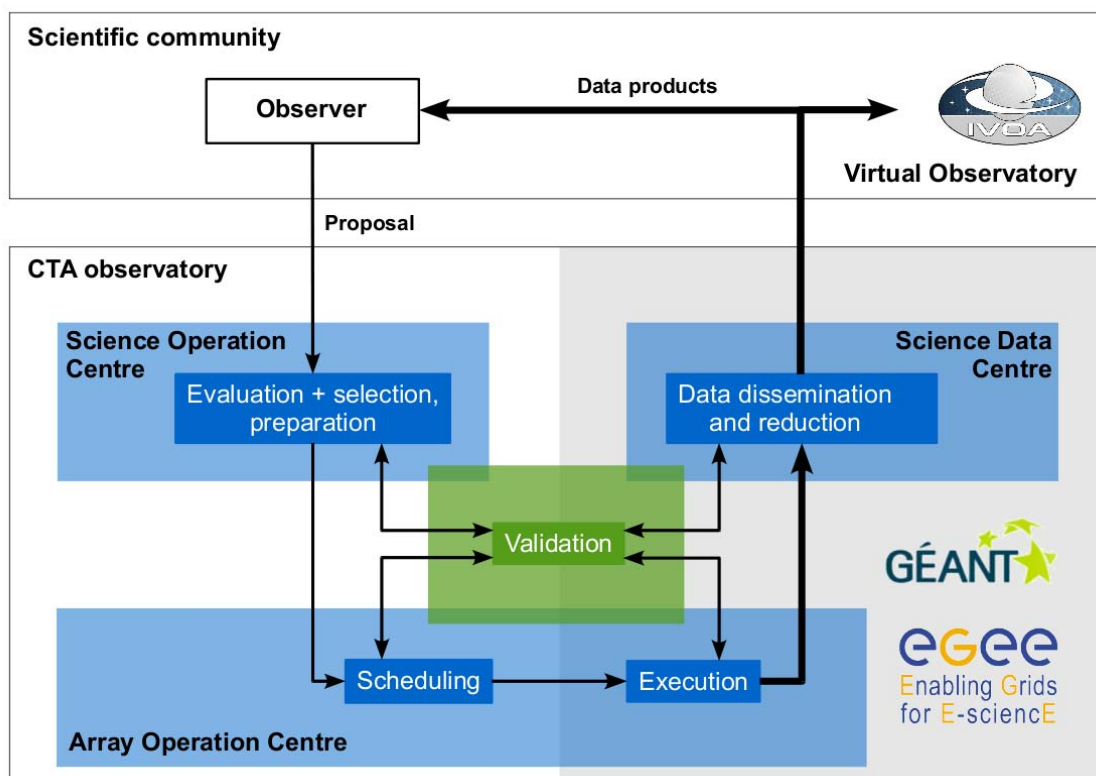 Scientific community
Observer
Data products
IVOA
Virtual Observatory
Proposal
CTA observatory
Science Operation
Centre
Evaluation + selection,
preparation
Science Data
Centre
Data dissemination
and reduction
Validation
GÉANT
Scheduling
Execution
eGee
Enabling Grids
for E-sciencE
Array Operation Centre